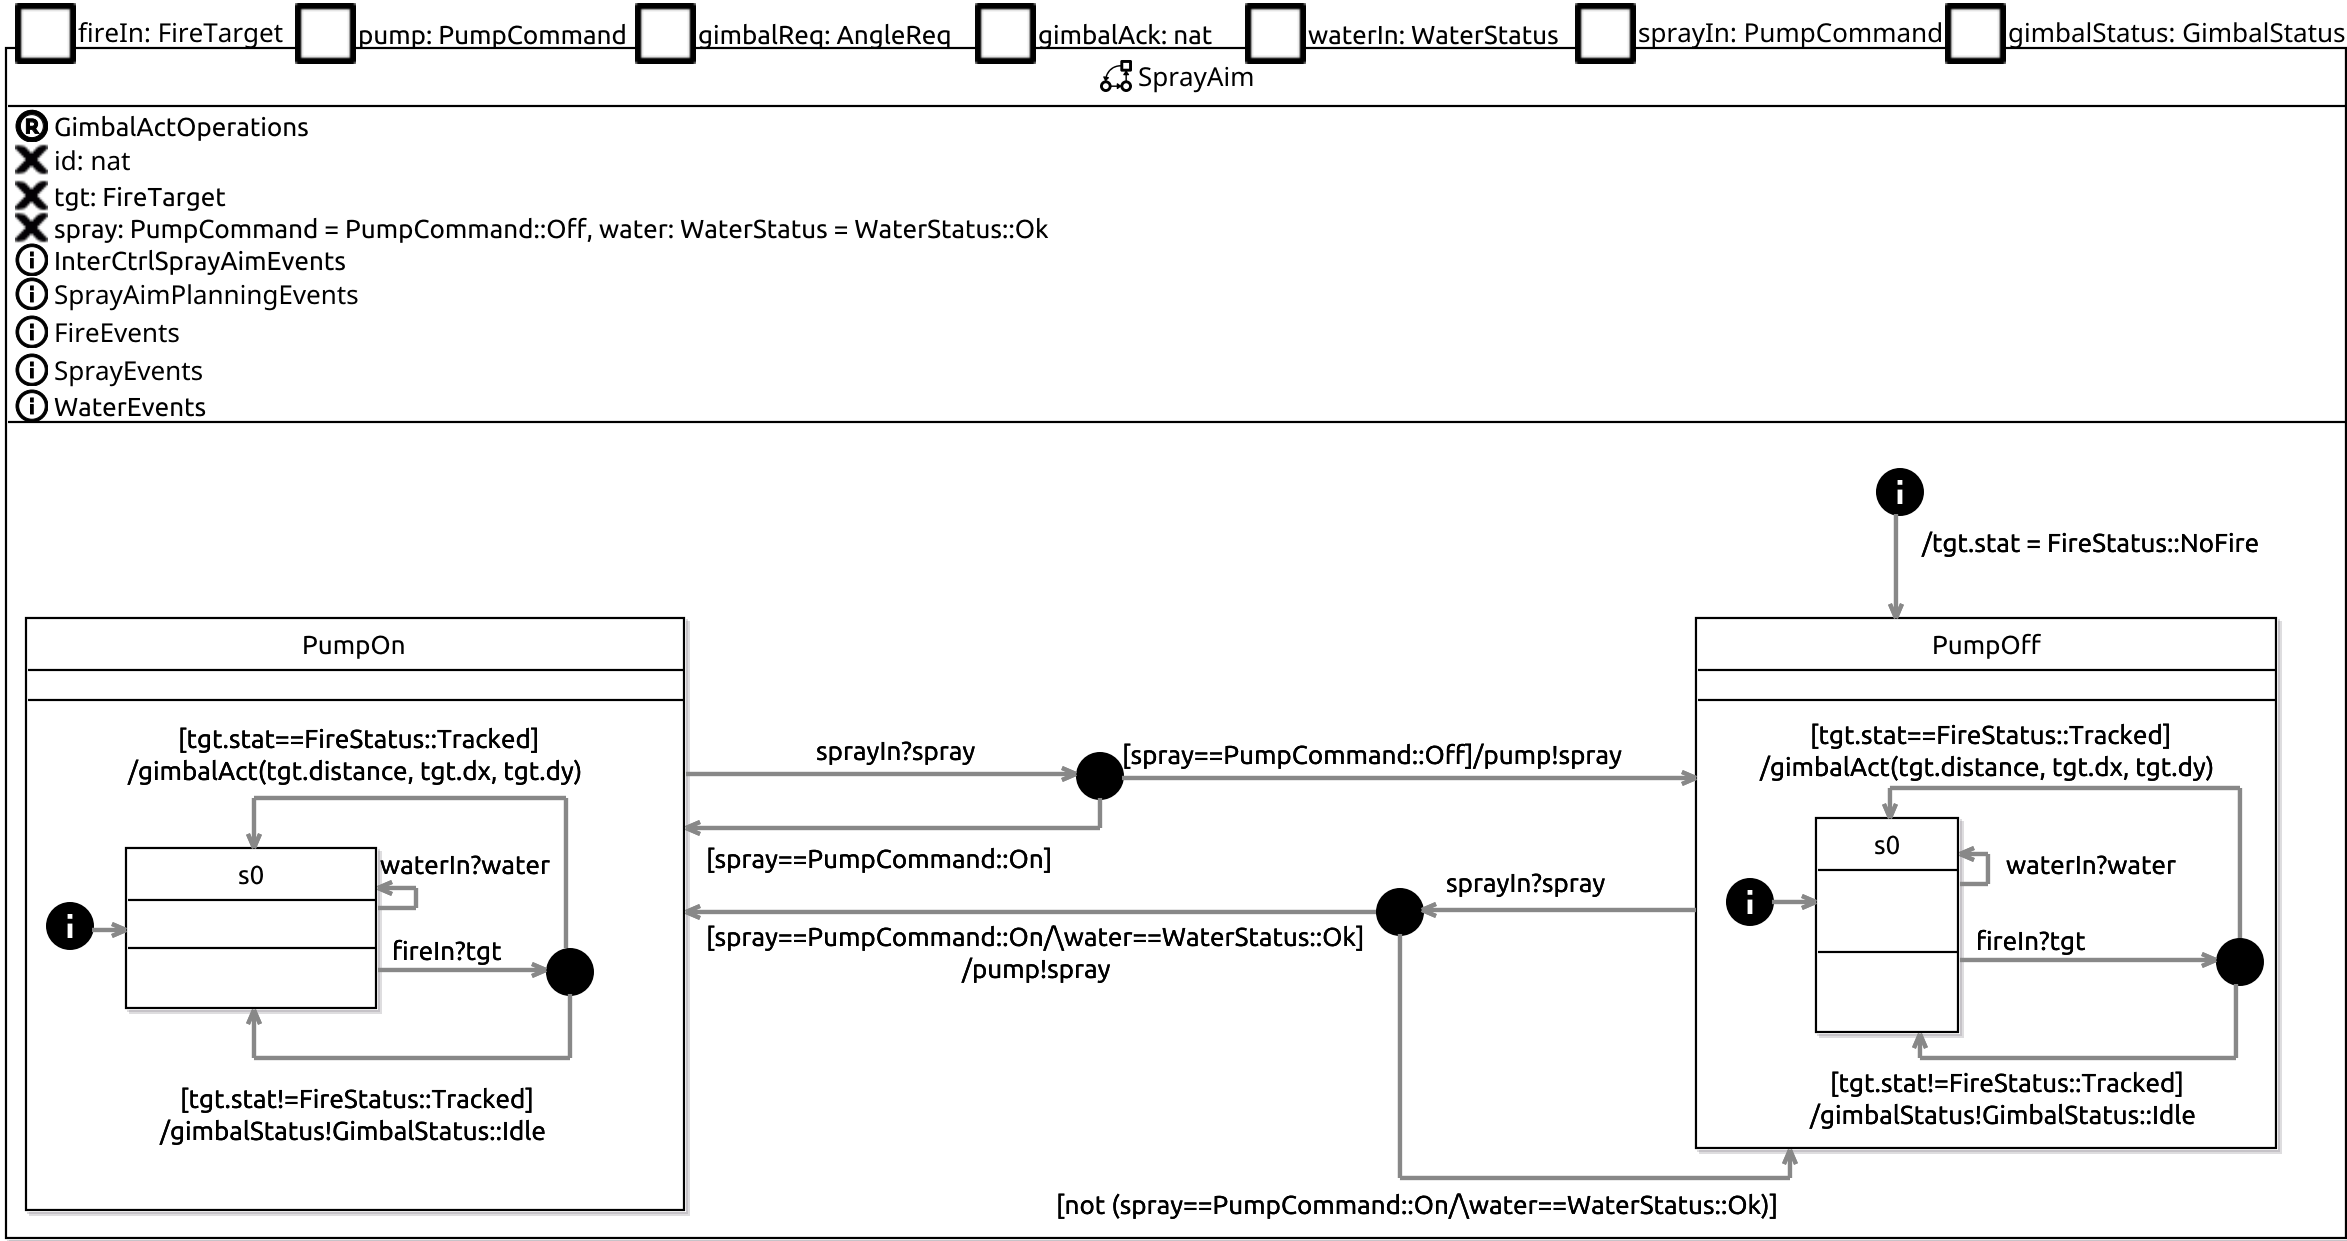 fireIn: FireTarget
pump: PumpCommand
gimbalReq: AngleReq
gimbalAck: nat
waterIn: WaterStatus
sprayIn: PumpCommand
gimbalStatus: GimbalStatus
SprayAim
R GimbalActOperations
id: nat
tgt: FireTarget
spray: PumpCommand = PumpCommand::Off, water: WaterStatus = WaterStatus::Ok
i InterCtrlSprayAimEvents
i SprayAimPlanningEvents
i FireEvents
i SprayEvents
i WaterEvents
i
/tgt.stat = FireStatus::NoFire
PumpOn
[tgt.stat==FireStatus::Tracked]
/gimbalAct(tgt.distance, tgt.dx, tgt.dy)
s0
waterIn?water
i
fireIn?tgt
[tgt.stat!=FireStatus::Tracked]
/gimbalStatus!GimbalStatus::Idle
sprayIn?spray
[spray==PumpCommand::Off]/pump!spray
[spray==PumpCommand::On]
sprayIn?spray
[spray==PumpCommand::On/\water==WaterStatus::Ok]
/pump!spray
[not (spray==PumpCommand::On/\water==WaterStatus::Ok)]
PumpOff
[tgt.stat==FireStatus::Tracked]
/gimbalAct(tgt.distance, tgt.dx, tgt.dy)
s0
waterIn?water
i
fireIn?tgt
[tgt.stat!=FireStatus::Tracked]
/gimbalStatus!GimbalStatus::Idle